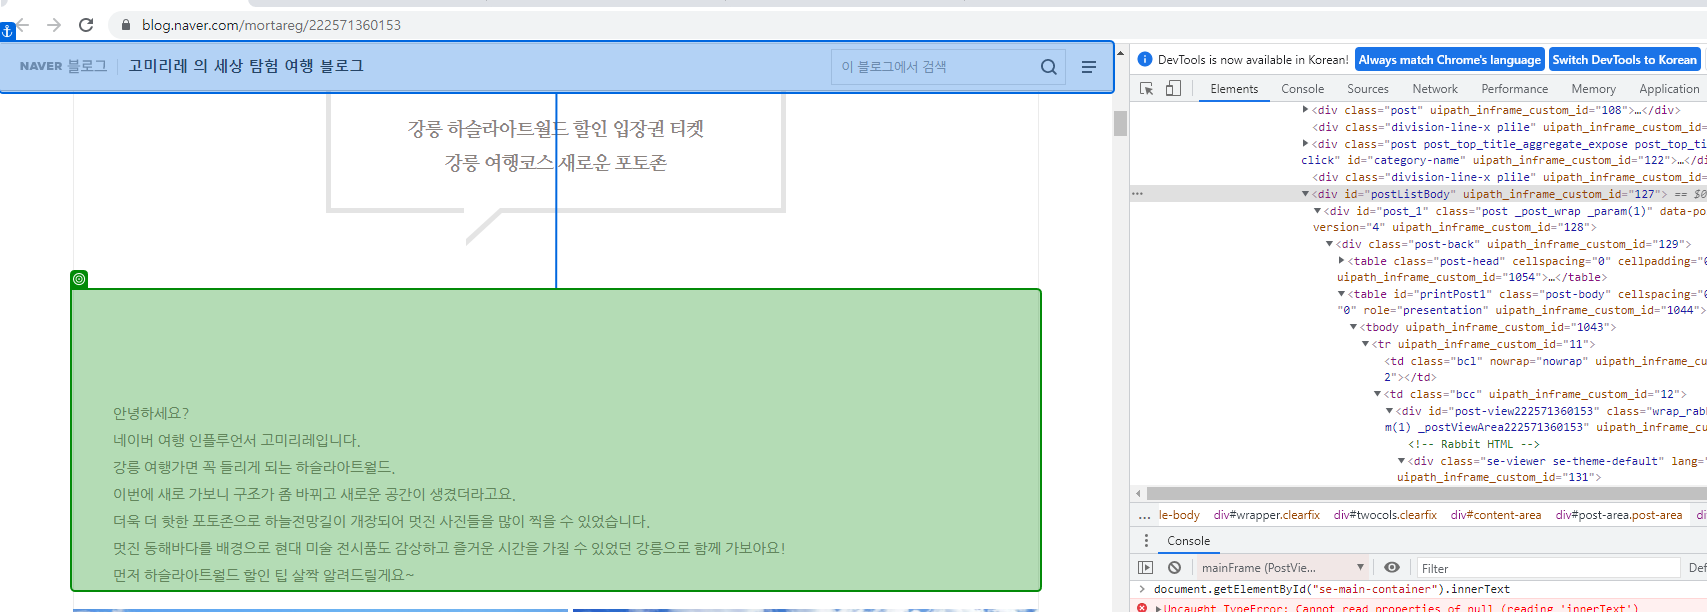 blog.naver.com/mortareg/222571360153
NAVER 블로그 고미리레 의 세상 탐험 여행 블로그
이 블로그에서 검색
강릉 하슬라아트월드 할인 입장권 티켓
강릉 여행코스 새로운 포토존
안녕하세요?
네이버 여행 인플루언서 고미리레입니다.
강릉 여행가면 꼭 들리게 되는 하슬라아트월드.
이번에 새로 가보니 구조가 좀 바뀌고 새로운 공간이 생겼더라고요.
더욱 더 핫한 포토존으로 하늘전망길이 개장되어 멋진 사진들을 많이 찍을 수 있었습니다.
멋진 동해바다를 배경으로 현대 미술 전시품도 감상하고 즐거운 시간을 가질 수 있었던 강릉으로 함께 가보아요!
먼저 하슬라아트월드 할인 팁 살짝 알려드릴게요~
DevTools is now available in Korean! Always match Chrome's language Switch DevTools to Korean
Elements Console Sources Network Performance Memory Application
<div class="post" uipath_inframe_custom_id="108">…</div>
<div class="division-line-x plile" uipath_inframe_custom_id=
<div class="post post_top_title_aggregate_expose post_top_ti
click" id="category-name" uipath_inframe_custom_id="122">…</di
<div class="division-line-x plile" uipath_inframe_custom_id=
<div id="postListBody" uipath_inframe_custom_id="127"> == $0
<div id="post_1" class="post _post_wrap _param(1)" data-po
version="4" uipath_inframe_custom_id="128">
<div class="post-back" uipath_inframe_custom_id="129">
<table class="post-head" cellspacing="0" cellpadding="0
uipath_inframe_custom_id="1054">…</table>
<table id="printPost1" class="post-body" cellspacing="0
"0" role="presentation" uipath_inframe_custom_id="1044">
<tbody uipath_inframe_custom_id="1043">
<tr uipath_inframe_custom_id="11">
<td class="bcl" nowrap="nowrap" uipath_inframe_cu
2"></td>
<td class="bcc" uipath_inframe_custom_id="12">
<div id="post-view222571360153" class="wrap_rab
m(1) _postViewArea222571360153" uipath_inframe_cu
<!-- Rabbit HTML -->
<div class="se-viewer se-theme-default" lang=
uipath_inframe_custom_id="131">
... le-body div#wrapper.clearfix div#twocols.clearfix div#content-area div#post-area.post-area di
Console
mainFrame (PostVie... Filter Def
document.getElementById("se-main-container").innerText
Uncaught TypeError: Cannot read properties of null (reading 'innerText')